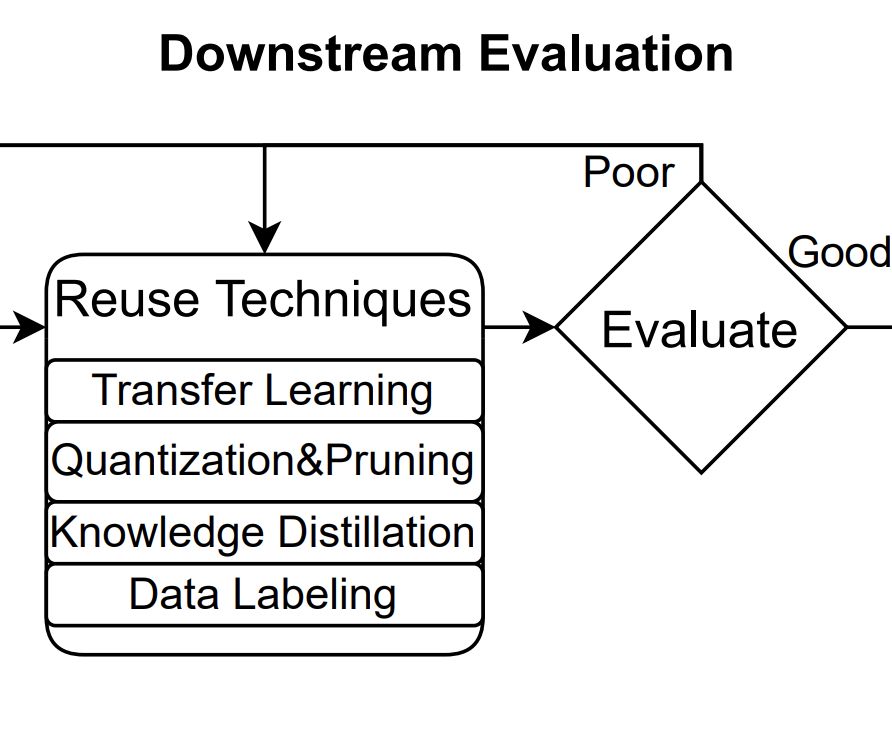 Downstream Evaluation
Poor
Good
Reuse Techniques
Evaluate
Transfer Learning
Quantization&Pruning
Knowledge Distillation
Data Labeling